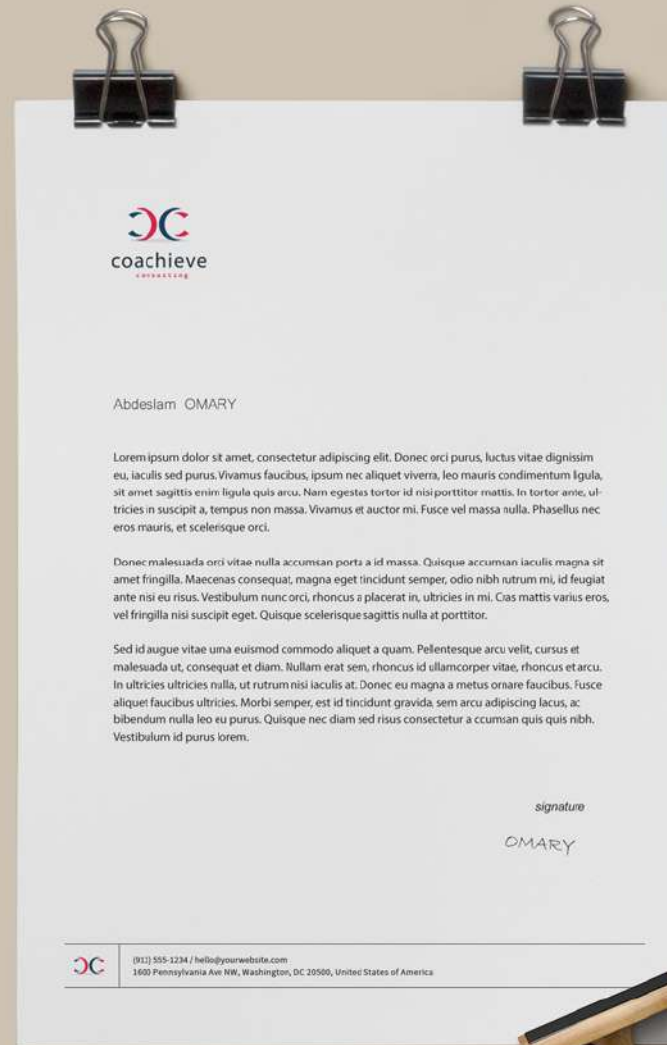 coachieve
consulting
Abdeslam OMARY
Lorem ipsum dolor sit amet, consectetur adipiscing elit. Donec orci purus, luctus vitae dignissim
eu, iaculis sed purus. Vivamus faucibus, ipsum nec aliquet viverra, leo mauris condimentum ligula,
sit amet sagittis enim ligula quis arcu. Nam egestas tortor id nisi porttitor mattis. In tortor ante, ul-
tricies in suscipit a, tempus non massa. Vivamus et auctor mi. Fusce vel massa nulla. Phasellus nec
eros mauris, et scelerisque orci.
Donec malesuada orci vitae nulla accumsan porta a id massa. Quisque accumsan iaculis magna sit
amet fringilla. Maecenas consequat, magna eget tincidunt semper, odio nibh rutrum mi, id feugiat
ante nisi eu risus. Vestibulum nunc orci, rhoncus a placerat in, ultricies in mi. Cras mattis varius eros,
vel fringilla nisi suscipit eget. Quisque scelerisque sagittis nulla at porttitor.
Sed id augue vitae urna euismod commodo aliquet a quam. Pellentesque arcu velit, cursus et
malesuada ut, consequat et diam. Nullam erat sem, rhoncus id ullamcorper vitae, rhoncus et arcu.
In ultricies ultricies nulla, ut rutrum nisi iaculis at. Donec eu magna a metus ornare faucibus. Fusce
aliquet faucibus ultricies. Morbi semper, est id tincidunt gravida, sem arcu adipiscing lacus, ac
bibendum nulla leo eu purus. Quisque nec diam sed risus consectetur a ccumsan quis quis nibh.
Vestibulum id purus lorem.
signature
OMARY
555-1234 / hello@yourwebsite.com
1600 Pennsylvania Ave NW, Washington, DC 20500, United States of America